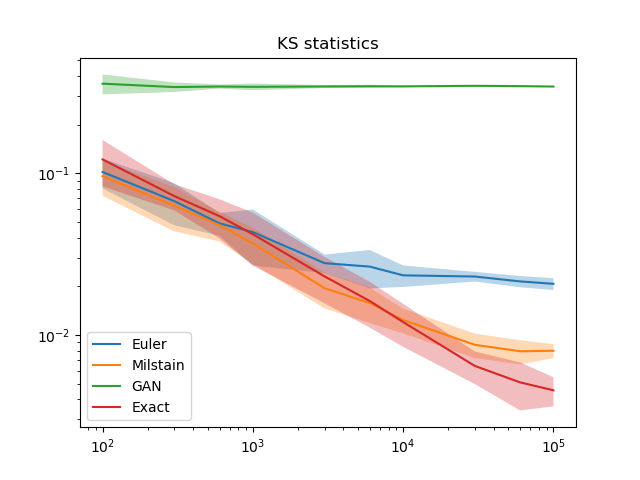 KS statistics
10⁻¹
10⁻²
Euler
Milstain
GAN
Exact
10² 10³ 10⁴ 10⁵